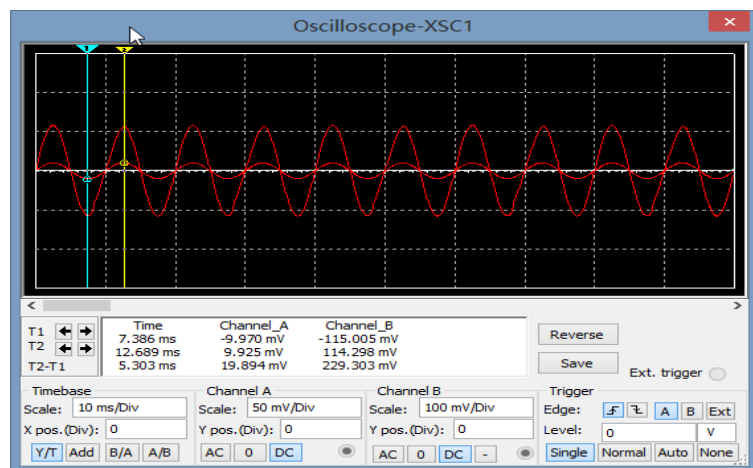 Oscilloscope-XSC1
1 2
T1
T2
T2-T1
Time Channel_A Channel_B
7.386 ms -9.970 mV -115.005 mV
12.689 ms 9.925 mV 114.298 mV
5.303 ms 19.894 mV 229.303 mV
Reverse
Save
Ext. trigger
Timebase
Scale: 10 ms/Div
X pos.(Div): 0
Y/T Add B/A A/B
Channel A
Scale: 50 mV/Div
Y pos.(Div): 0
AC 0 DC
Channel B
Scale: 100 mV/Div
Y pos.(Div): 0
AC 0 DC -
Trigger
Edge: A B Ext
Level: 0 V
Single Normal Auto None